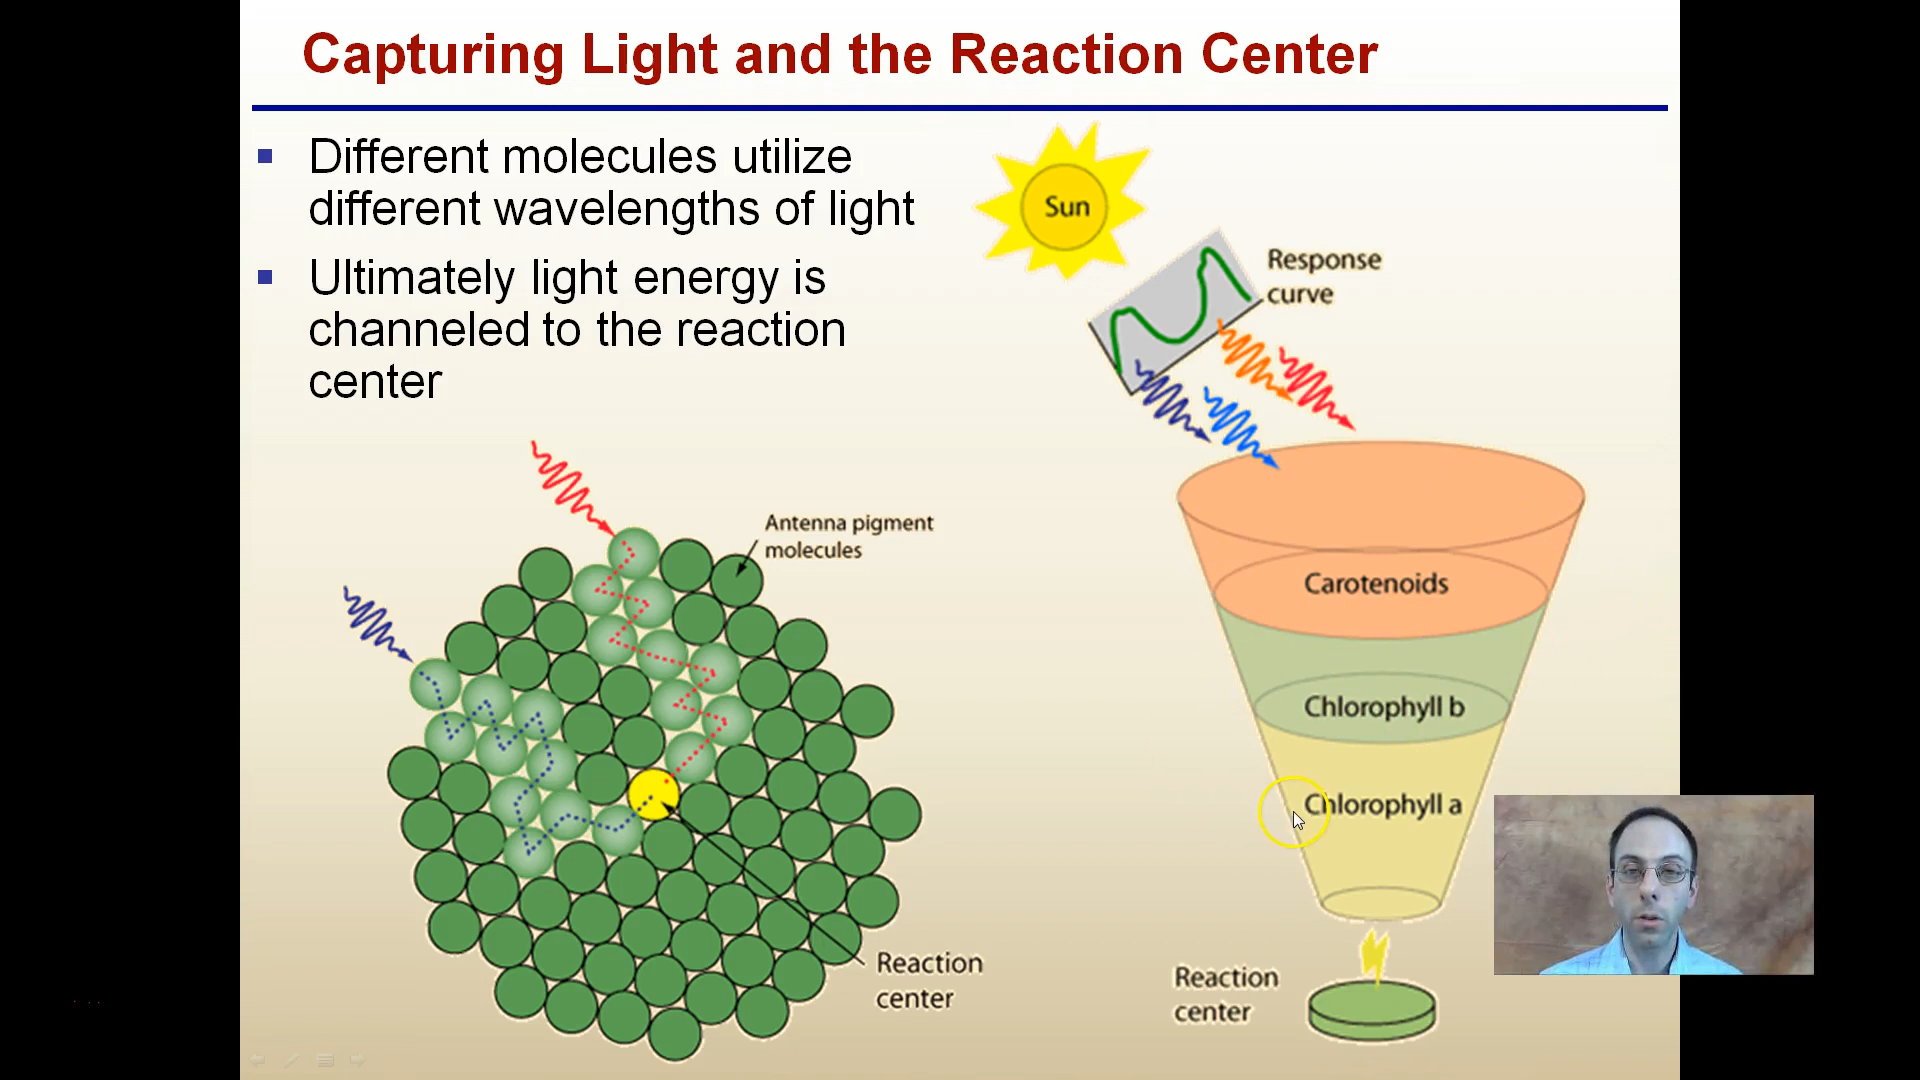 Capturing Light and the Reaction Center
Different molecules utilize
different wavelengths of light
Ultimately light energy is
channeled to the reaction
center
Sun
Response
curve
Antenna pigment
molecules
Carotenoids
Chlorophyll b
Chlorophyll a
Reaction
center
Reaction
center